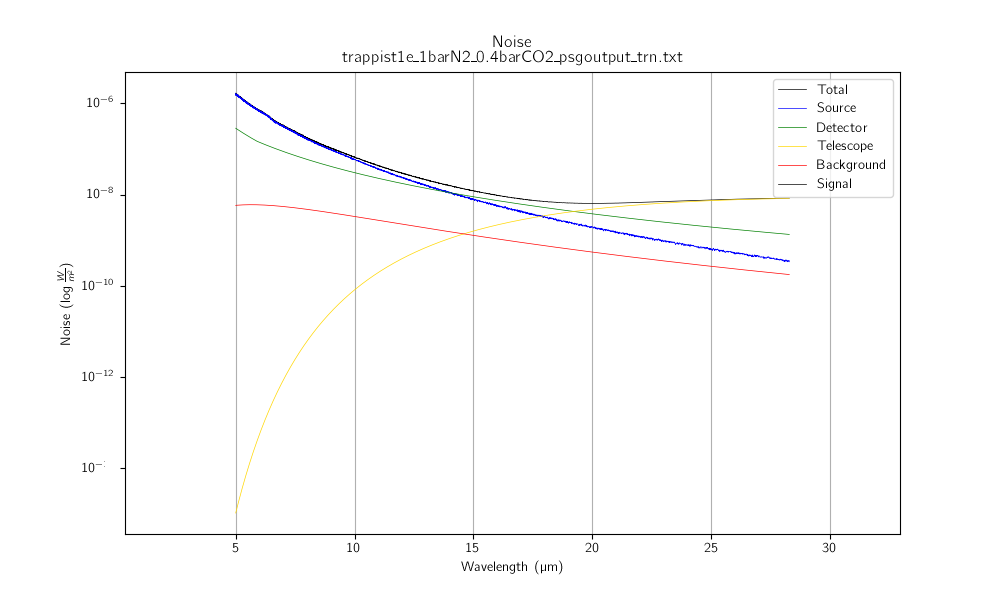 Noise
trappist1e_1barN2_0.4barCO2_psgoutput_trn.txt
Total
Source
Detector
Telescope
Background
Signal
10⁻⁶
10⁻⁸
10⁻¹⁰
10⁻¹²
Noise (log W/m²)
5 10 15 20 25 30
Wavelength (μm)